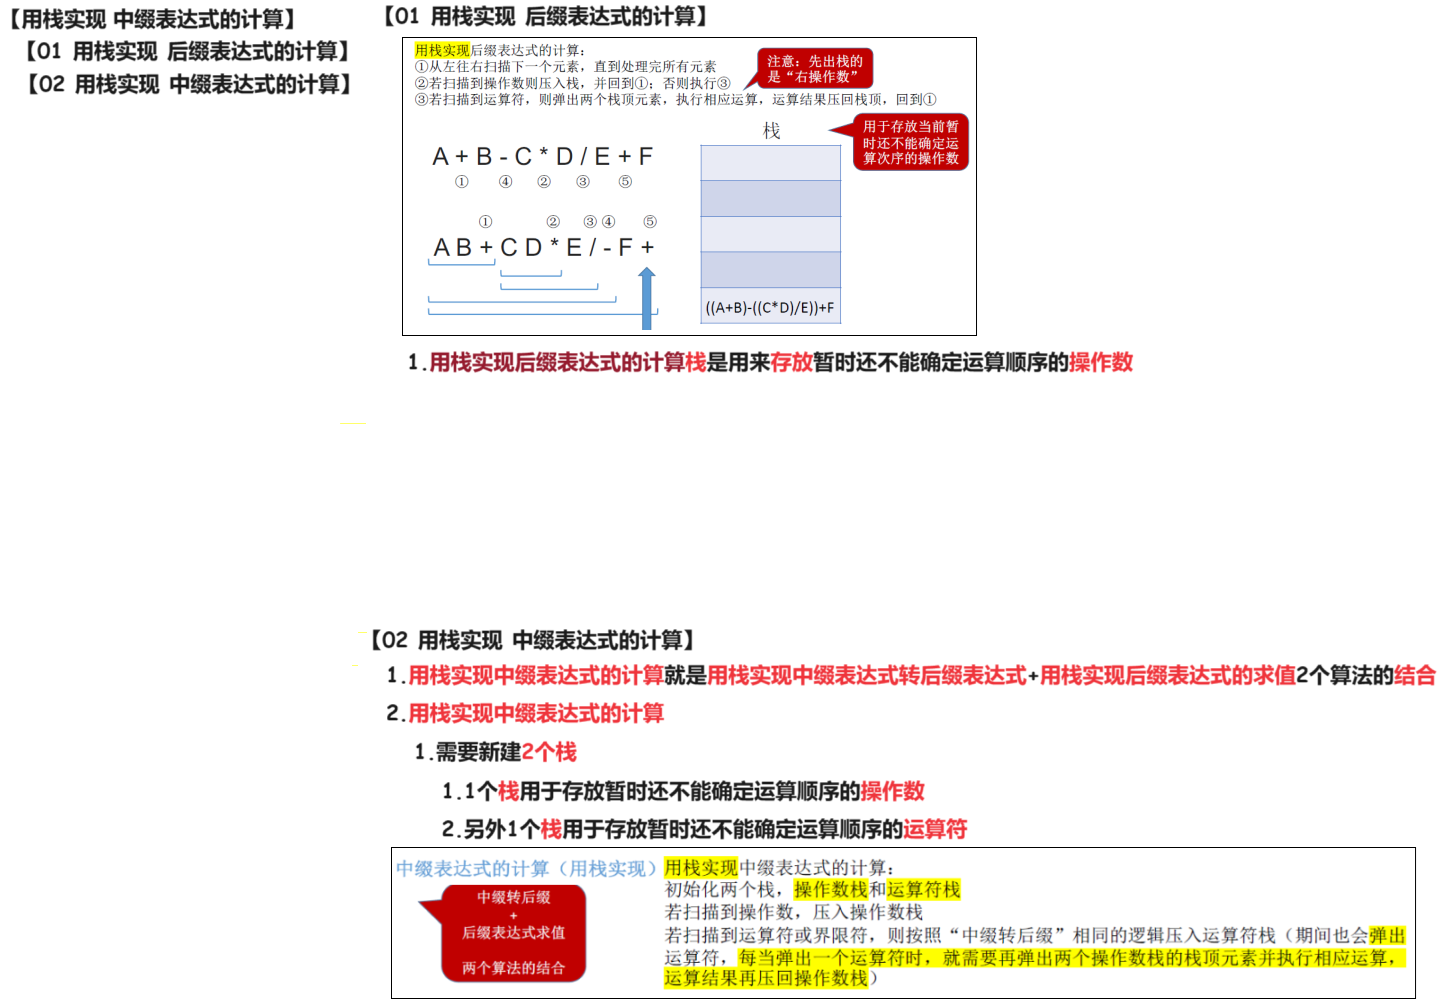 【用栈实现 中缀表达式的计算】
【01 用栈实现 后缀表达式的计算】
【02 用栈实现 中缀表达式的计算】
【01 用栈实现 后缀表达式的计算】
用栈实现后缀表达式的计算：
①从左往右扫描下一个元素，直到处理完所有元素
②若扫描到操作数则压入栈，并回到①；否则执行③
③若扫描到运算符，则弹出两个栈顶元素，执行相应运算，运算结果压回栈顶，回到①
注意：先出栈的
是“右操作数”
栈
用于存放当前暂
时还不能确定运
算次序的操作数
A + B - C * D / E + F
① ④ ② ③ ⑤
① ② ③ ④ ⑤
A B + C D * E / - F +
((A+B)-((C*D)/E))+F
1.用栈实现后缀表达式的计算栈是用来存放暂时还不能确定运算顺序的操作数
【02 用栈实现 中缀表达式的计算】
1.用栈实现中缀表达式的计算就是用栈实现中缀表达式转后缀表达式+用栈实现后缀表达式的求值2个算法的结合
2.用栈实现中缀表达式的计算
1.需要新建2个栈
1.1个栈用于存放暂时还不能确定运算顺序的操作数
2.另外1个栈用于存放暂时还不能确定运算顺序的运算符
中缀表达式的计算（用栈实现）
中缀转后缀
+
后缀表达式求值
两个算法的结合
用栈实现中缀表达式的计算：
初始化两个栈，操作数栈和运算符栈
若扫描到操作数，压入操作数栈
若扫描到运算符或界限符，则按照“中缀转后缀”相同的逻辑压入运算符栈（期间也会弹出
运算符，每当弹出一个运算符时，就需要再弹出两个操作数栈的栈顶元素并执行相应运算，
运算结果再压回操作数栈）